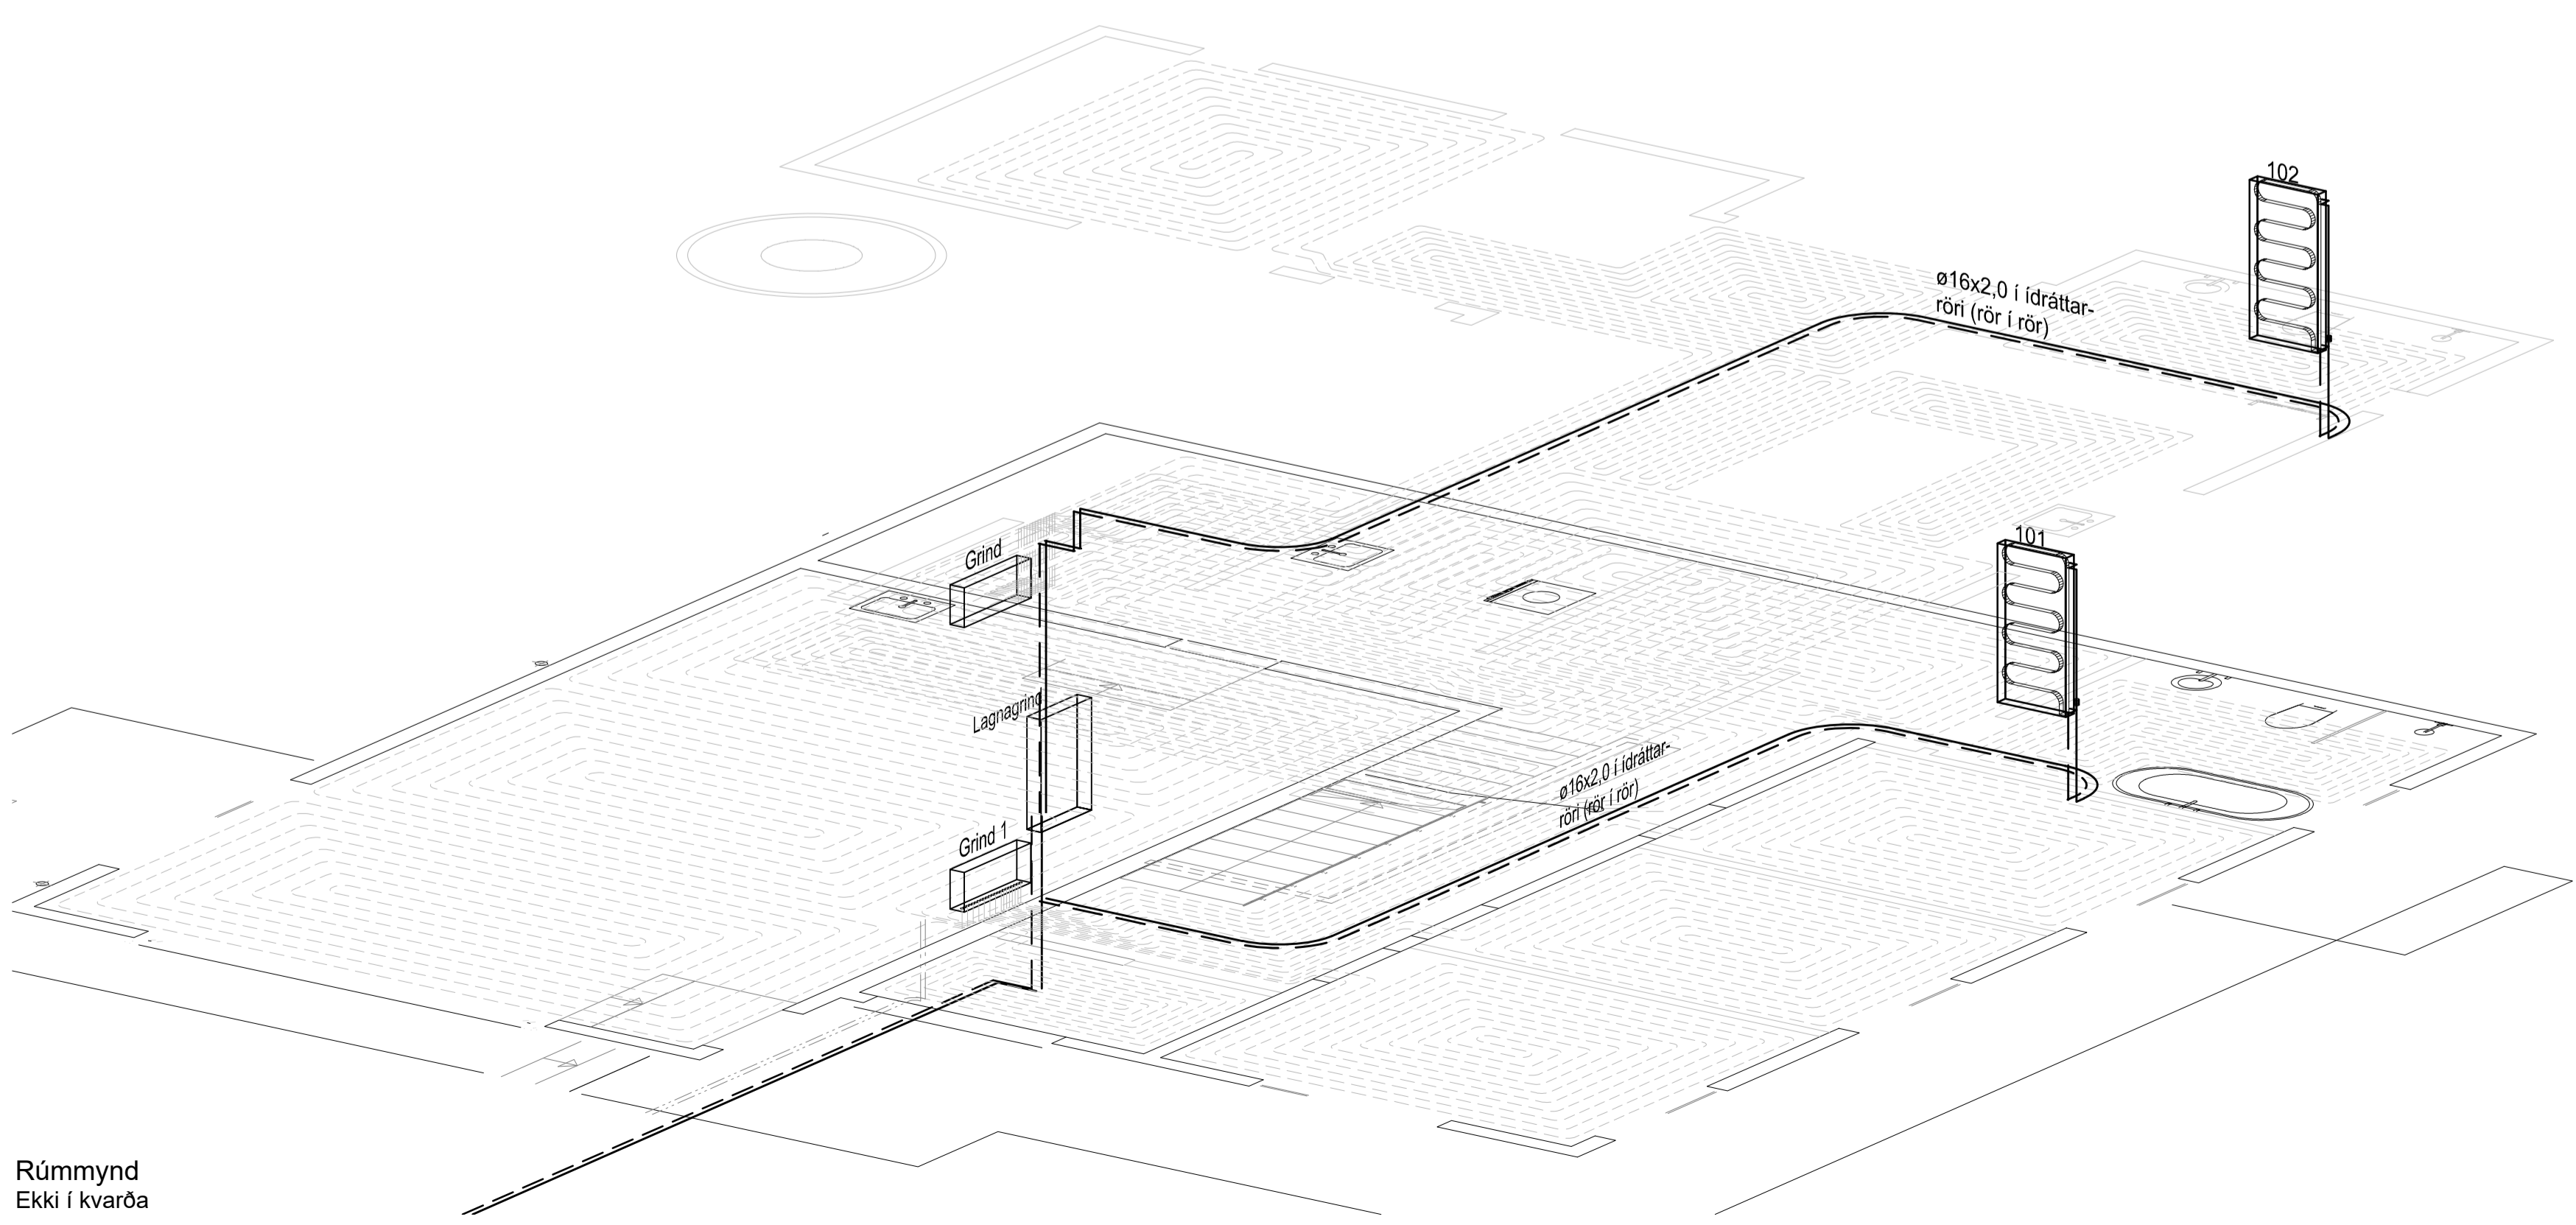 102
ø16x2,0 í ídráttar-
röri (rör í rör)
101
Grind
Lagnagrind
ø16x2,0 í ídráttar-
röri (rör í rör)
Grind 1
Rúmmynd
Ekki í kvarða